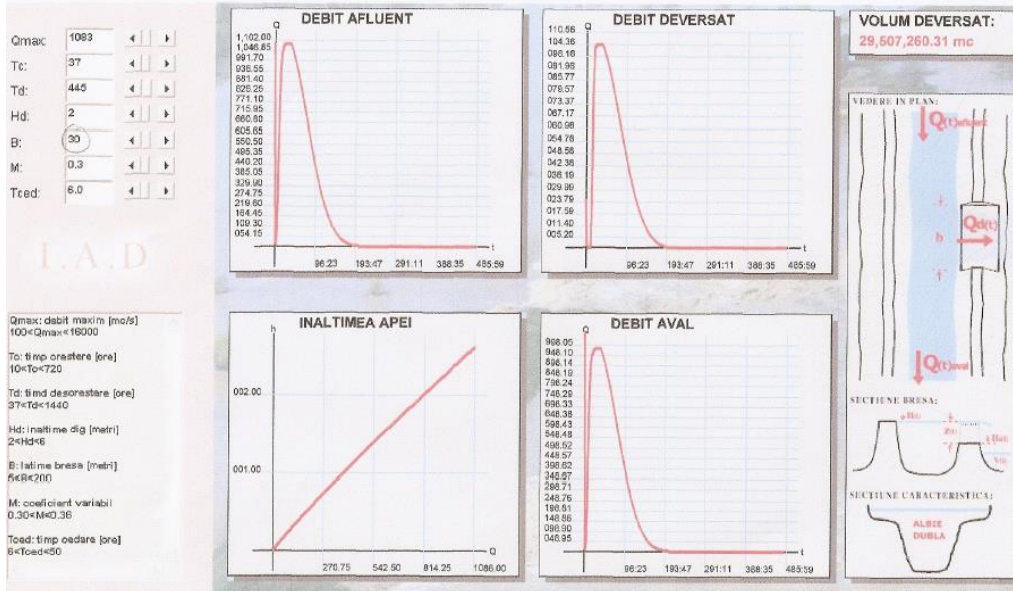 Qmax: 1083
Tc: 37
Td: 445
Hd: 2
B: 30
M: 0.3
Tced: 6.0
I.A.D
Qmax: debit maxim [mc/s]
100<Qmax<16000
Tc: timp crestere [ore]
10<Tc<720
Td: timd descrestere [ore]
37<Td<1440
Hd: inaltime dig [metri]
2<Hd<6
B: latime bresa [metri]
5<B<200
M: coeficient variabil
0.30<M<0.36
Tced: timp cedare [ore]
6<Tced<50
DEBIT AFLUENT
Q
1,102.00
1,046.85
991.70
936.55
881.40
826.25
771.10
715.95
660.80
605.65
550.50
495.35
440.20
385.05
329.90
274.75
219.60
164.45
109.30
054.15
t
96:23 193:47 291:11 388:35 485:59
DEBIT DEVERSAT
Q
110.56
104.36
098.16
091.96
085.77
079.57
073.37
067.17
060.98
054.78
048.58
042.38
036.19
029.99
023.79
017.59
011.40
005.20
t
96:23 193:47 291:11 388:35 485:59
INALTIMEA APEI
h
002.00
001.00
Q
270.75 542.50 814.25 1086.00
DEBIT AVAL
Q
998.05
948.10
898.14
848.19
798.24
748.29
698.33
648.38
598.43
548.48
498.52
448.57
398.62
348.67
298.71
248.76
198.81
148.86
098.90
048.95
t
96:23 193:47 291:11 388:35 485:59
VOLUM DEVERSAT:
29,507,260.31 mc
VEDERE IN PLAN:
Q(t)afluent
b
Qd(t)
Q(t)aval
SECTIUNE BRESA:
SECTIUNE CARACTERISTICA:
ALBIE
DUBLA